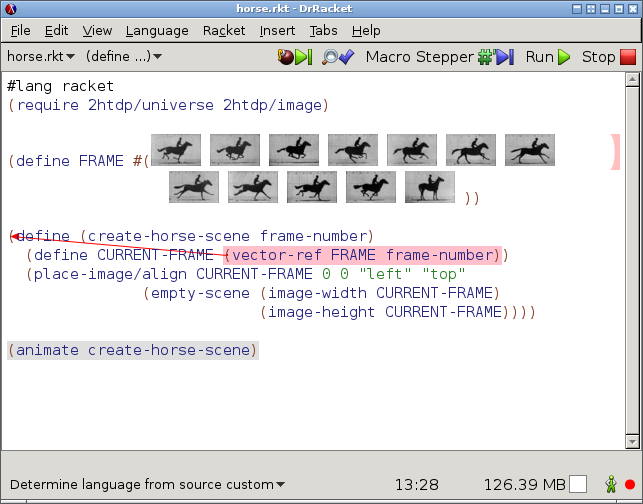 horse.rkt - DrRacket
File Edit View Language Racket Insert Tabs Help
horse.rkt (define ...) Macro Stepper Run Stop
#lang racket
(require 2htdp/universe 2htdp/image)
(define FRAME #(
))
(define (create-horse-scene frame-number)
(define CURRENT-FRAME (vector-ref FRAME frame-number))
(place-image/align CURRENT-FRAME 0 0 "left" "top"
(empty-scene (image-width CURRENT-FRAME)
(image-height CURRENT-FRAME))))
(animate create-horse-scene)
Determine language from source custom 13:28 126.39 MB